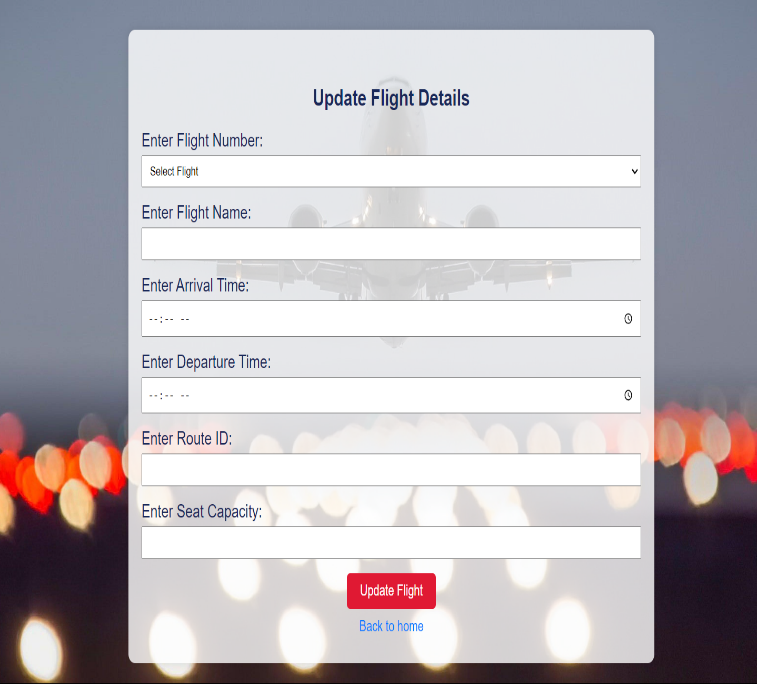 Update Flight Details
Enter Flight Number:
Select Flight
Enter Flight Name:
Enter Arrival Time:
--:-- --
Enter Departure Time:
--:-- --
Enter Route ID:
Enter Seat Capacity:
Update Flight
Back to home